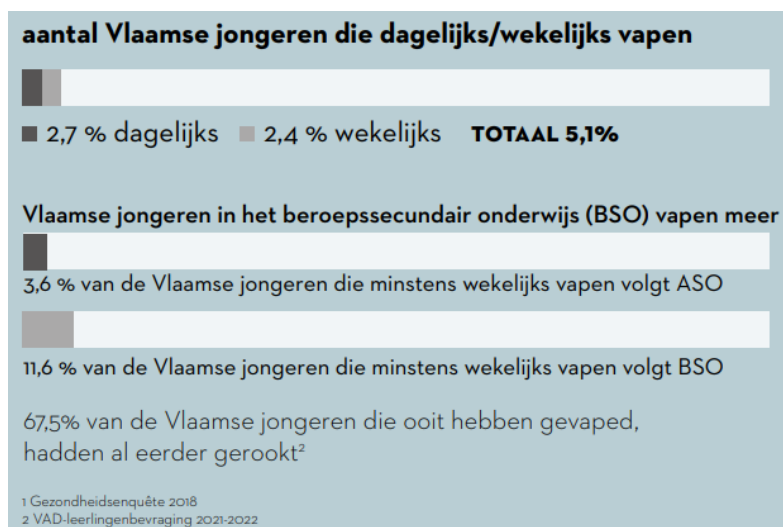 aantal Vlaamse jongeren die dagelijks/wekelijks vapen
2,7 % dagelijks 2,4 % wekelijks TOTAAL 5,1%
Vlaamse jongeren in het beroepssecundair onderwijs (BSO) vapen meer
3,6 % van de Vlaamse jongeren die minstens wekelijks vapen volgt ASO
11,6 % van de Vlaamse jongeren die minstens wekelijks vapen volgt BSO
67,5% van de Vlaamse jongeren die ooit hebben gevaped,
hadden al eerder gerookt²
1 Gezondheidsenquête 2018
2 VAD-leerlingenbevraging 2021-2022